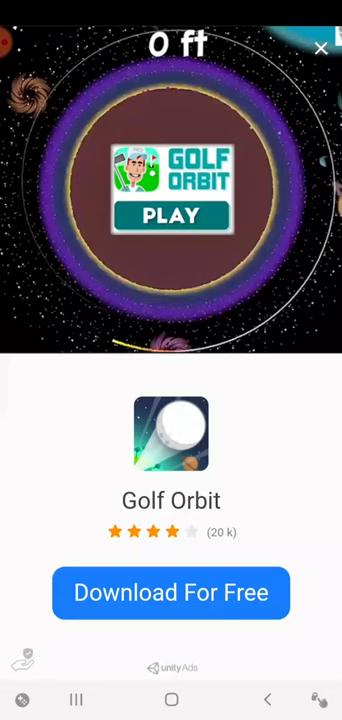 0 ft
GOLF
ORBIT
PLAY
Golf Orbit
(20 k)
Download For Free
unity Ads